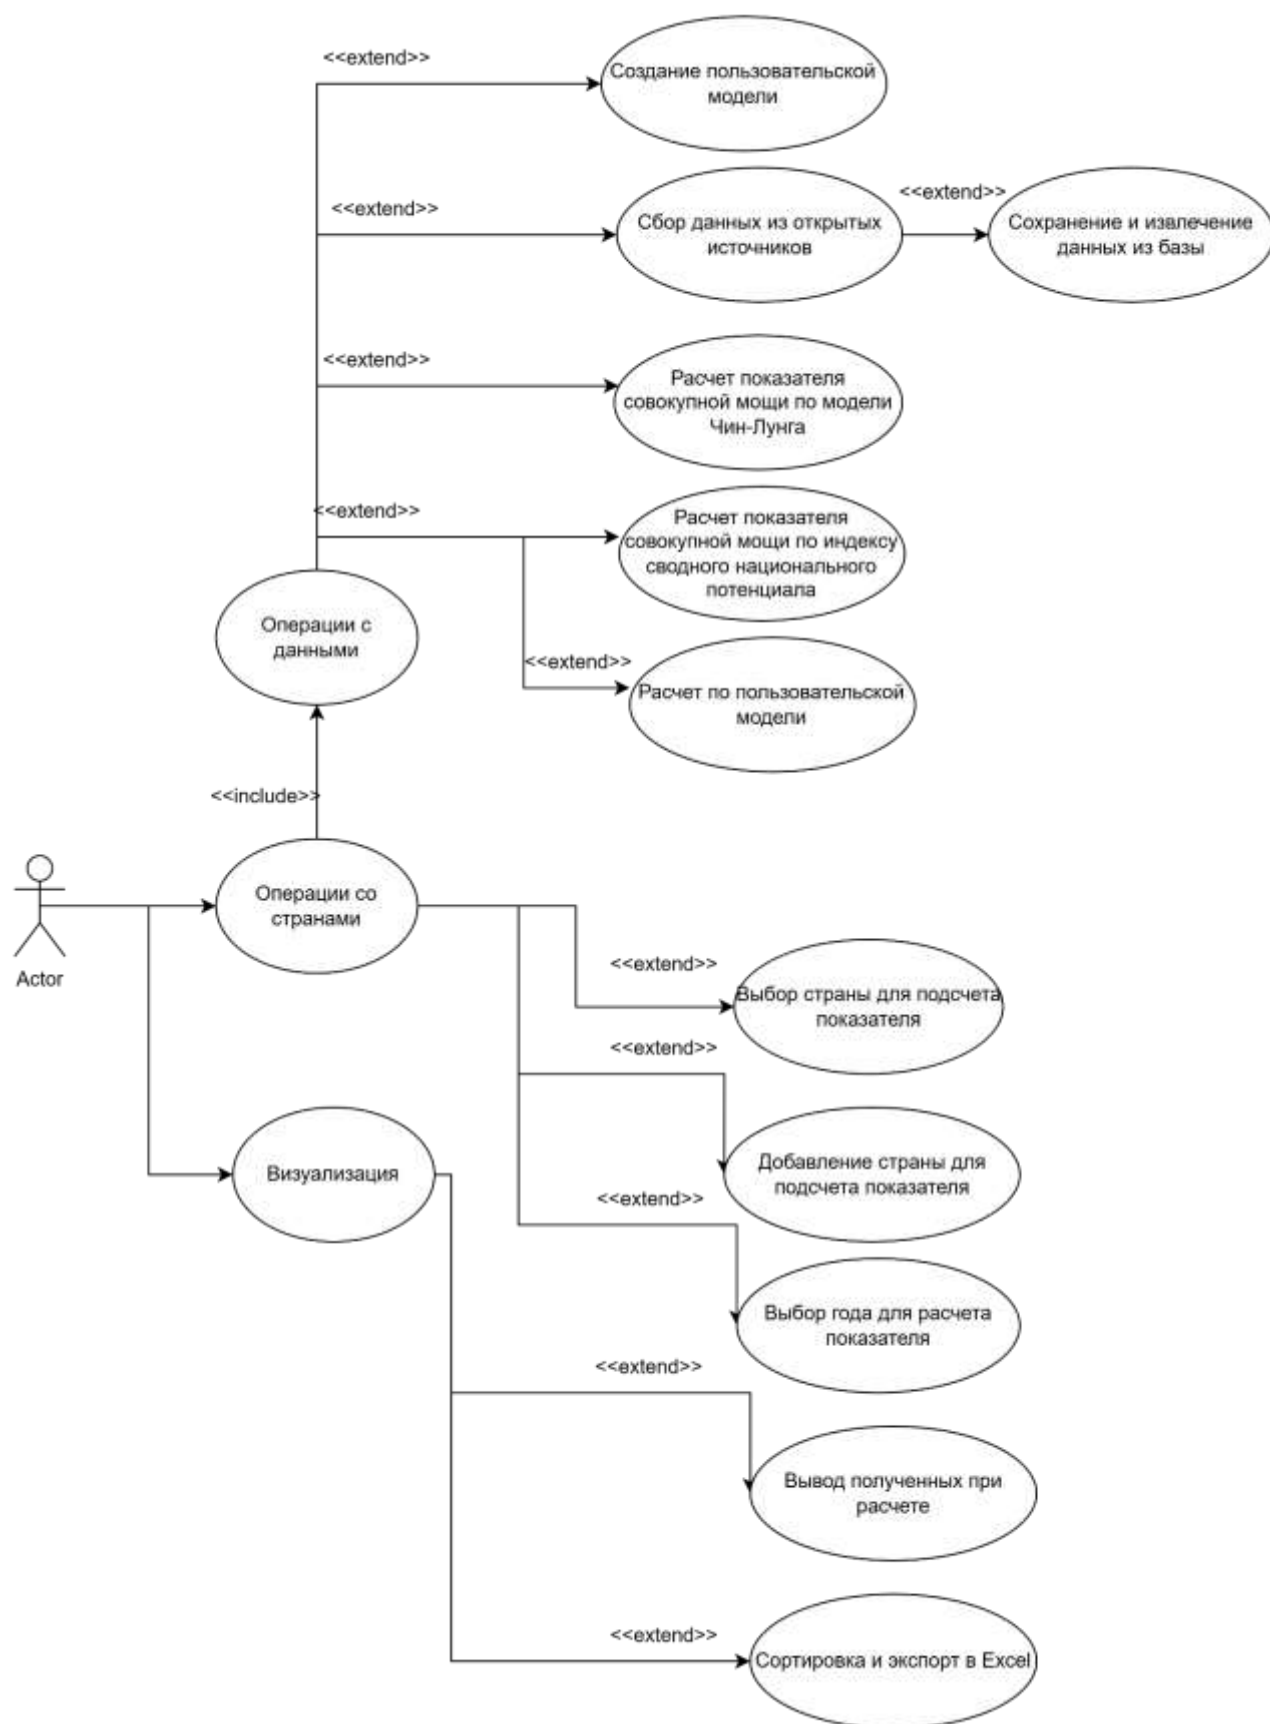 <<extend>>
Создание пользовательской
модели
<<extend>>
Сбор данных из открытых
источников
<<extend>>
Сохранение и извлечение
данных из базы
<<extend>>
Расчет показателя
совокупной мощи по модели
Чин-Лунга
<<extend>>
Расчет показателя
совокупной мощи по индексу
сводного национального
потенциала
Операции с
данными
<<extend>>
Расчет по пользовательской
модели
<<include>>
Операции со
странами
Actor
<<extend>>
Выбор страны для подсчета
показателя
<<extend>>
Добавление страны для
подсчета показателя
Визуализация
<<extend>>
Выбор года для расчета
показателя
<<extend>>
Вывод полученных при
расчете
<<extend>>
Сортировка и экспорт в Excel